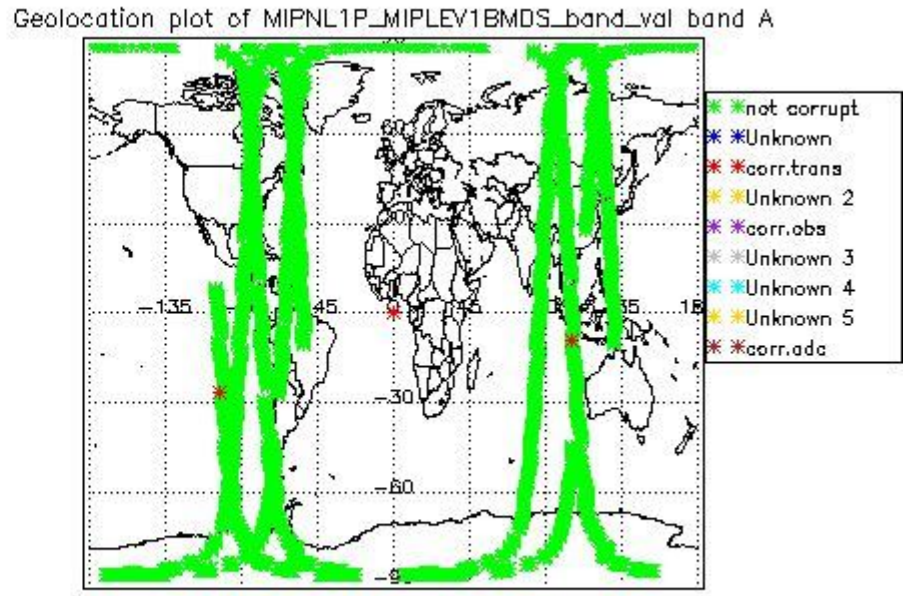 Geolocation plot of MIPNL1P_MIPLEV1BMDS_band_val band A
not corrupt
Unknown
corr.trans
Unknown 2
corr.obs
Unknown 3
Unknown 4
Unknown 5
corr.adc
60
-135
45
-30
-60